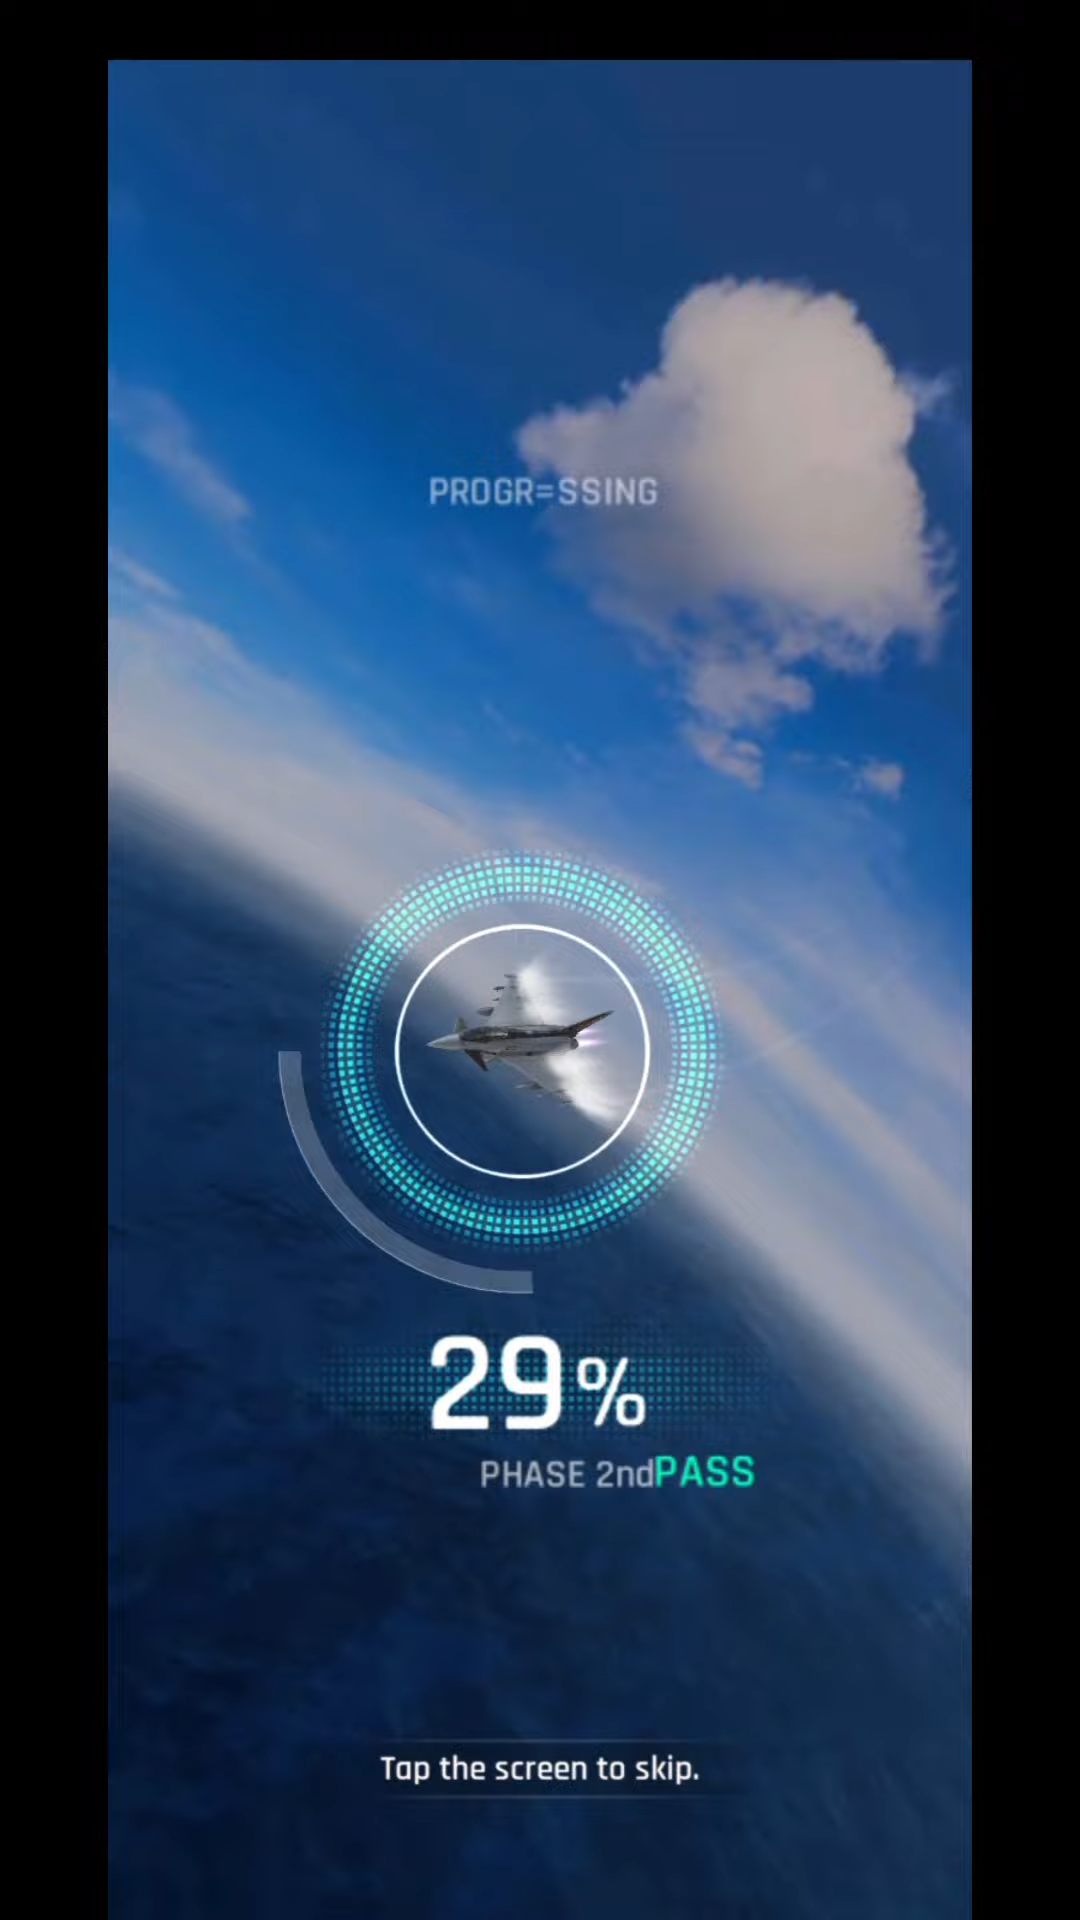 PROGR=SSING
29%
PHASE 2ndPASS
Tap the screen to skip.